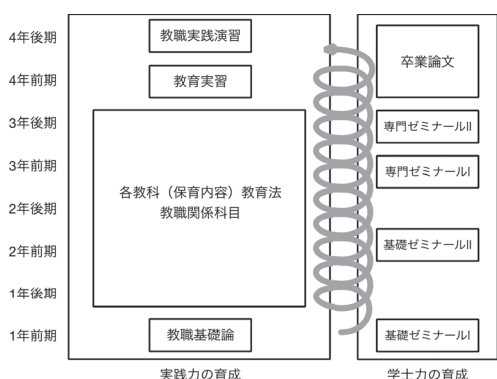 4年後期
4年前期
3年後期
3年前期
2年後期
2年前期
1年後期
1年前期
教職実践演習
教育実習
各教科（保育内容）教育法
教職関係科目
教職基礎論
実践力の育成
卒業論文
専門ゼミナールII
専門ゼミナールI
基礎ゼミナールII
基礎ゼミナールI
学士力の育成